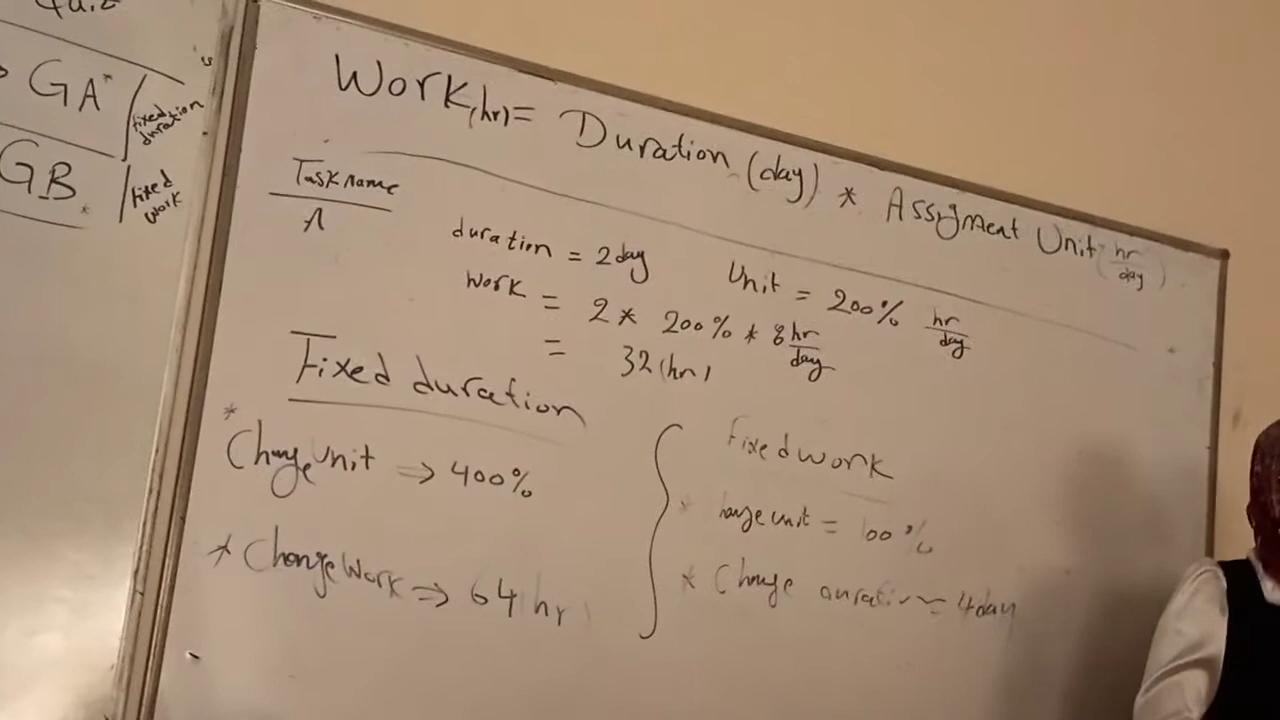 Quiz
GA*
fixed
duration
GB*
fixed
work
Work(hr) = Duration (day) * Assignment Unit (hr/day)
Task Name
A
duration = 2day Unit = 200% hr/day
work = 2 * 200% * 8 hr/day
= 32(hr)
Fixed duration
* Change Unit ⇒ 400%
* Change Work ⇒ 64 hr
Fixed work
* hange unit = 100%
* Change duration = 4day